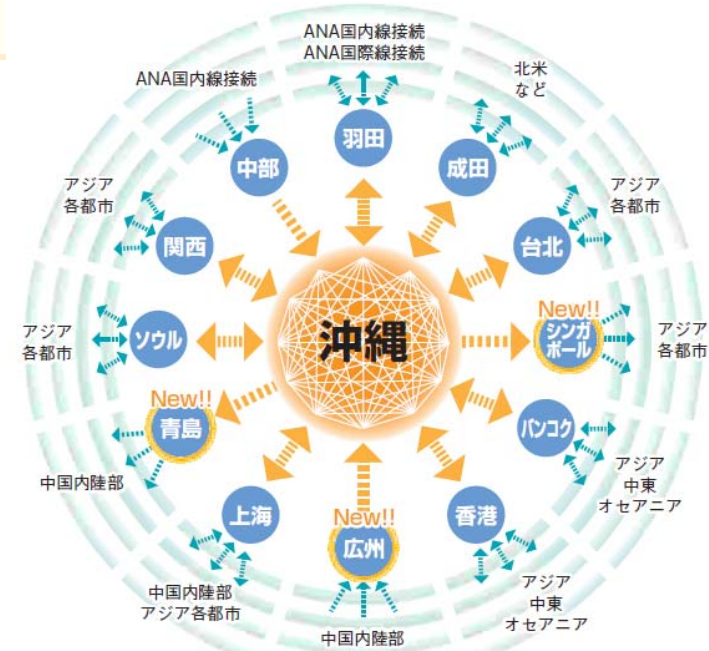 ANA国内線接続
ANA国際線接続
北米
など
ANA国内線接続
羽田
中部
成田
アジア
各都市
アジア
各都市
関西
台北
New!!
シンガ
ポール
沖縄
ソウル
アジア
各都市
アジア
各都市
New!!
青島
バンコク
中国内陸部
アジア
中東
オセアニア
上海
New!!
広州
香港
中国内陸部
アジア各都市
アジア
中東
オセアニア
中国内陸部